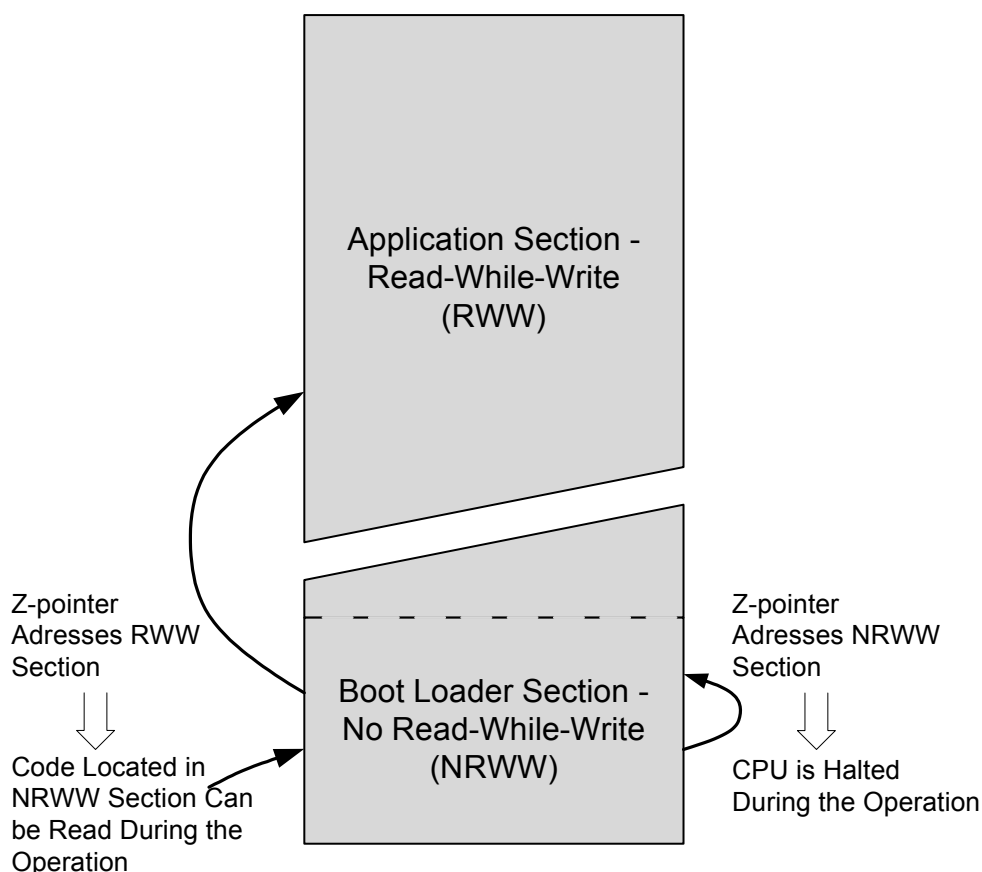 Application Section -
Read-While-Write
(RWW)
Z-pointer
Adresses RWW
Section
Code Located in
NRWW Section Can
be Read During the
Operation
Boot Loader Section -
No Read-While-Write
(NRWW)
Z-pointer
Adresses NRWW
Section
CPU is Halted
During the Operation